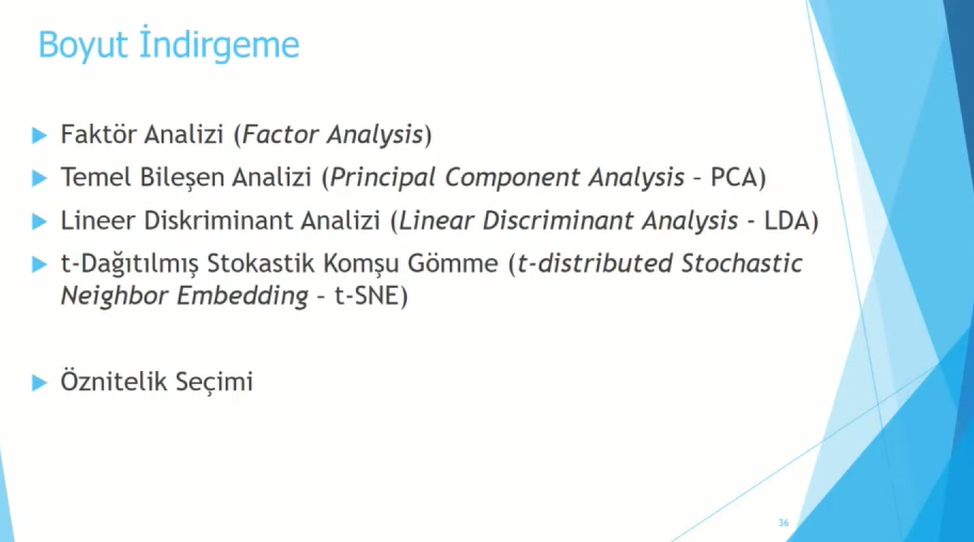 Boyut İndirgeme
Faktör Analizi (Factor Analysis)
Temel Bileşen Analizi (Principal Component Analysis – PCA)
Lineer Diskriminant Analizi (Linear Discriminant Analysis - LDA)
t-Dağıtılmış Stokastik Komşu Gömme (t-distributed Stochastic
Neighbor Embedding – t-SNE)
Öznitelik Seçimi
36